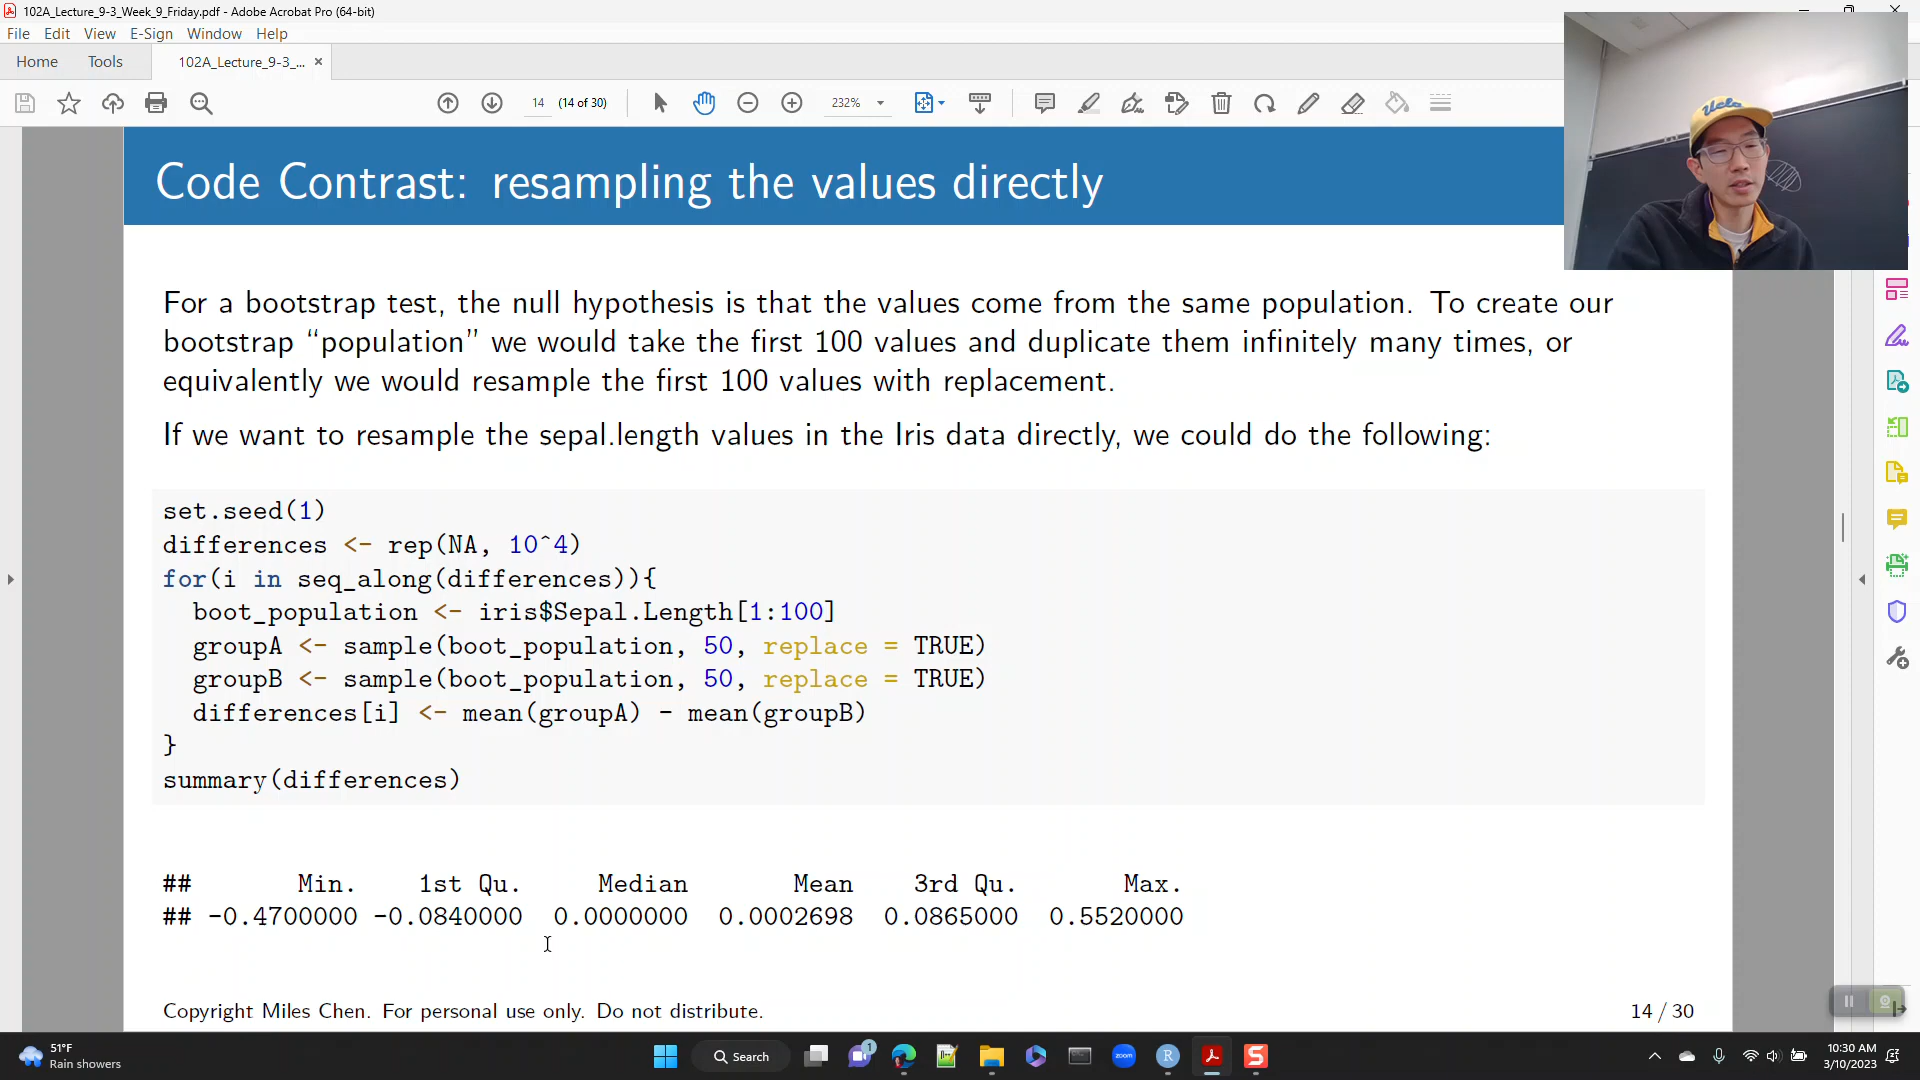 102A_Lecture_9-3_Week_9_Friday.pdf - Adobe Acrobat Pro (64-bit)
File Edit View E-Sign Window Help
Home Tools 102A_Lecture_9-3_... ×
14 (14 of 30) 232%
Ucla
Code Contrast: resampling the values directly
For a bootstrap test, the null hypothesis is that the values come from the same population. To create our
bootstrap “population” we would take the first 100 values and duplicate them infinitely many times, or
equivalently we would resample the first 100 values with replacement.
If we want to resample the sepal.length values in the Iris data directly, we could do the following:
set.seed(1)
differences <- rep(NA, 10^4)
for(i in seq_along(differences)){
  boot_population <- iris$Sepal.Length[1:100]
  groupA <- sample(boot_population, 50, replace = TRUE)
  groupB <- sample(boot_population, 50, replace = TRUE)
  differences[i] <- mean(groupA) - mean(groupB)
}
summary(differences)
## Min. 1st Qu. Median Mean 3rd Qu. Max.
## -0.4700000 -0.0840000 0.0000000 0.0002698 0.0865000 0.5520000
Copyright Miles Chen. For personal use only. Do not distribute. 14 / 30
51°F
Rain showers
Search
1
zoom
R
S
10:30 AM
3/10/2023